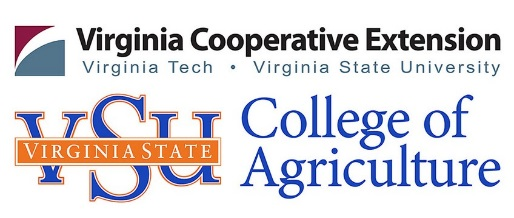 Virginia Cooperative Extension
Virginia Tech • Virginia State University
VSU
VIRGINIA STATE
College of
Agriculture